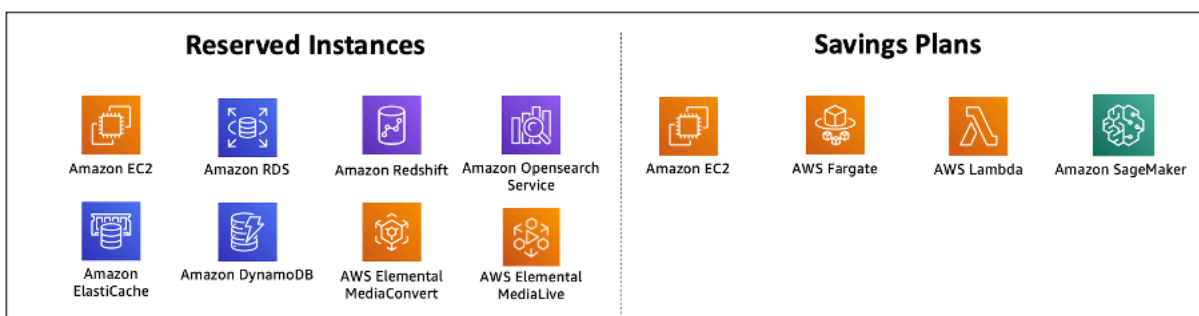 Reserved Instances
Savings Plans
Amazon EC2
Amazon RDS
Amazon Redshift
Amazon Opensearch
Service
Amazon EC2
AWS Fargate
AWS Lambda
Amazon SageMaker
Amazon
ElastiCache
Amazon DynamoDB
AWS Elemental
MediaConvert
AWS Elemental
MediaLive